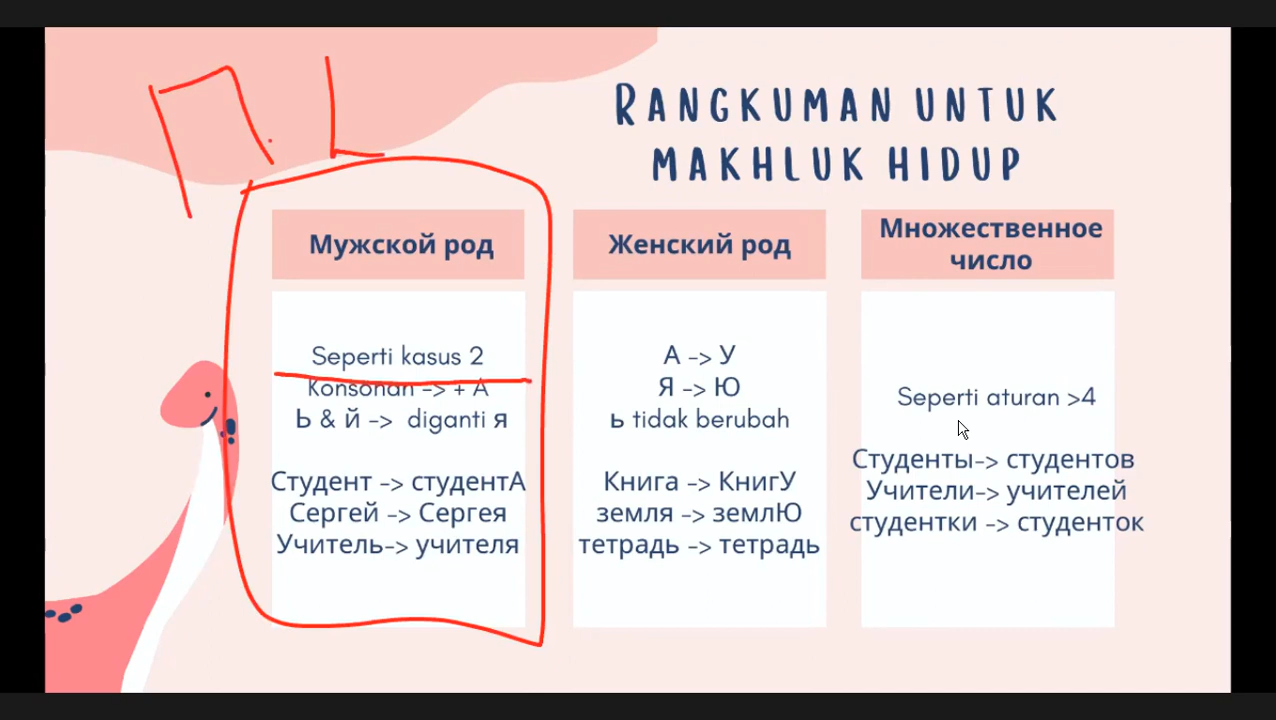 RANGKUMAN UNTUK
MAKHLUK HIDUP
Мужской род
Seperti kasus 2
Konsonan -> + А
Ь & й -> diganti я
Студент -> студентА
Сергей -> Сергея
Учитель-> учителя
Женский род
А -> У
Я -> Ю
ь tidak berubah
Книга -> КнигУ
земля -> землЮ
тетрадь -> тетрадь
Множественное
число
Seperti aturan >4
Студенты-> студентов
Учители-> учителей
студентки -> студенток